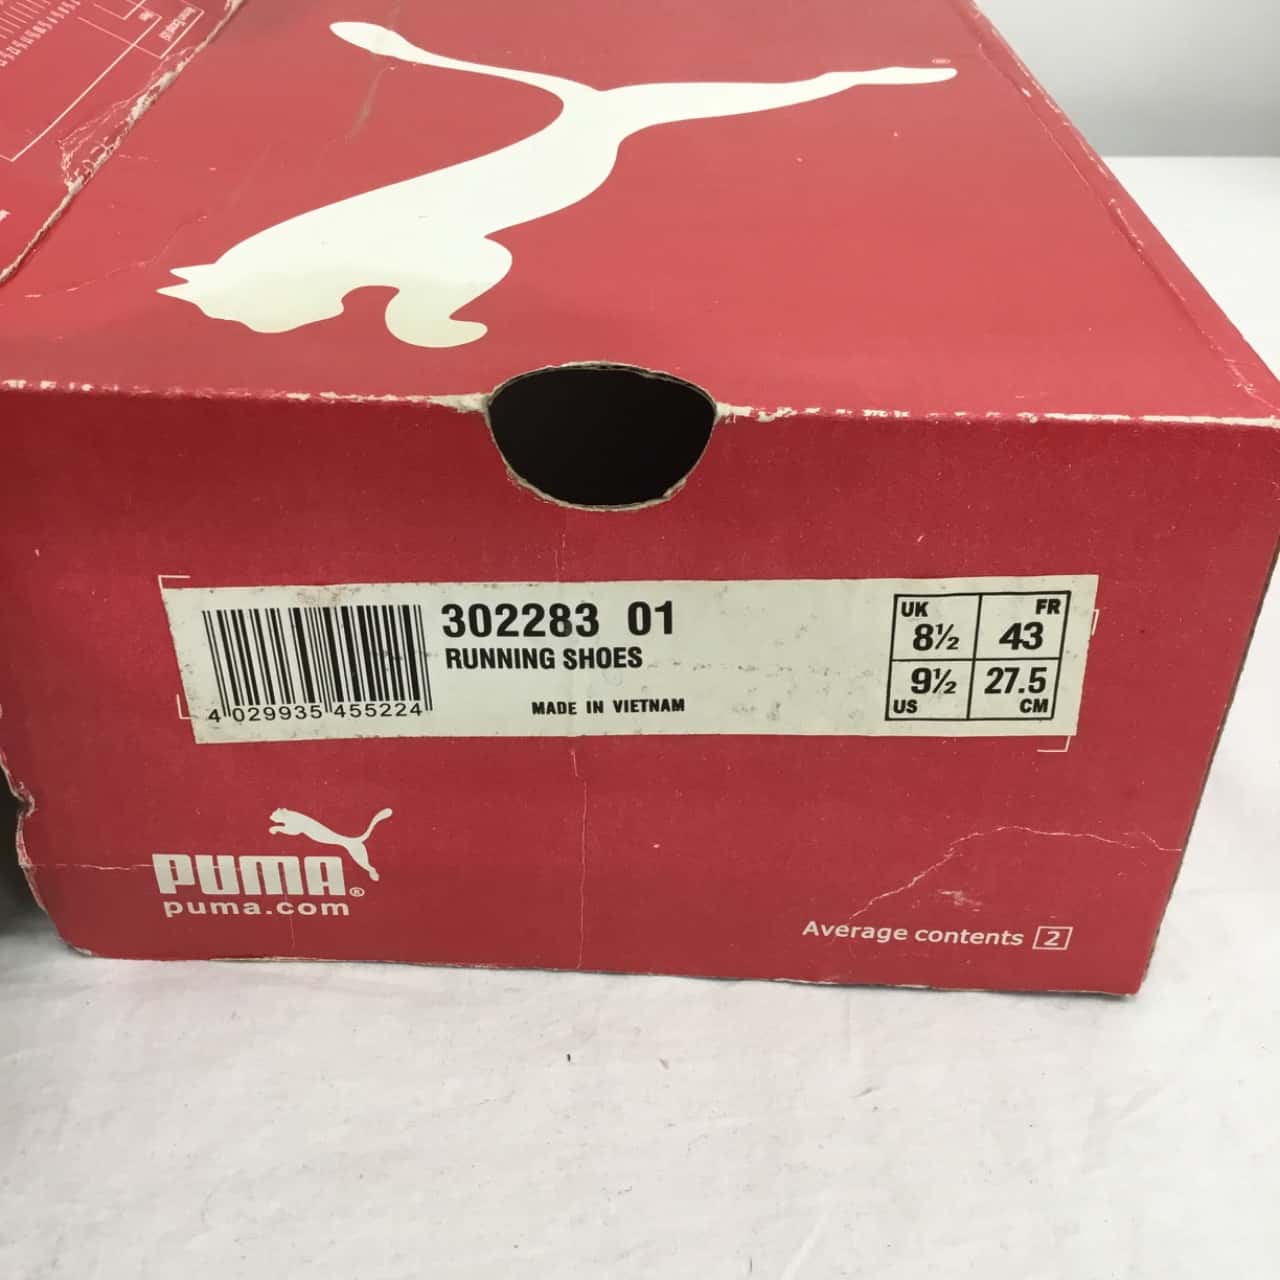 302283 01
RUNNING SHOES
MADE IN VIETNAM
4 029935 455224
UK 8½
FR 43
9½ US
27.5 CM
PUMA®
puma.com
Average contents 2